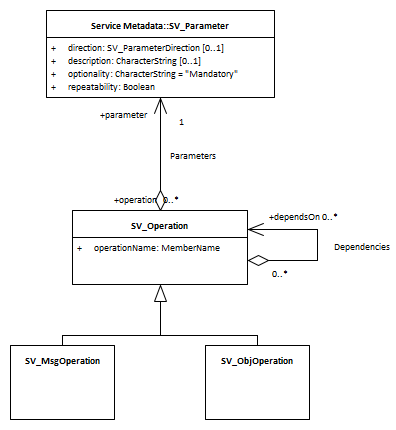 Service Metadata::SV_Parameter
+ direction: SV_ParameterDirection [0..1]
+ description: CharacterString [0..1]
+ optionality: CharacterString = "Mandatory"
+ repeatability: Boolean
+parameter
1
Parameters
+operation 0..*
SV_Operation
+ operationName: MemberName
+dependsOn 0..*
Dependencies
0..*
SV_MsgOperation
SV_ObjOperation